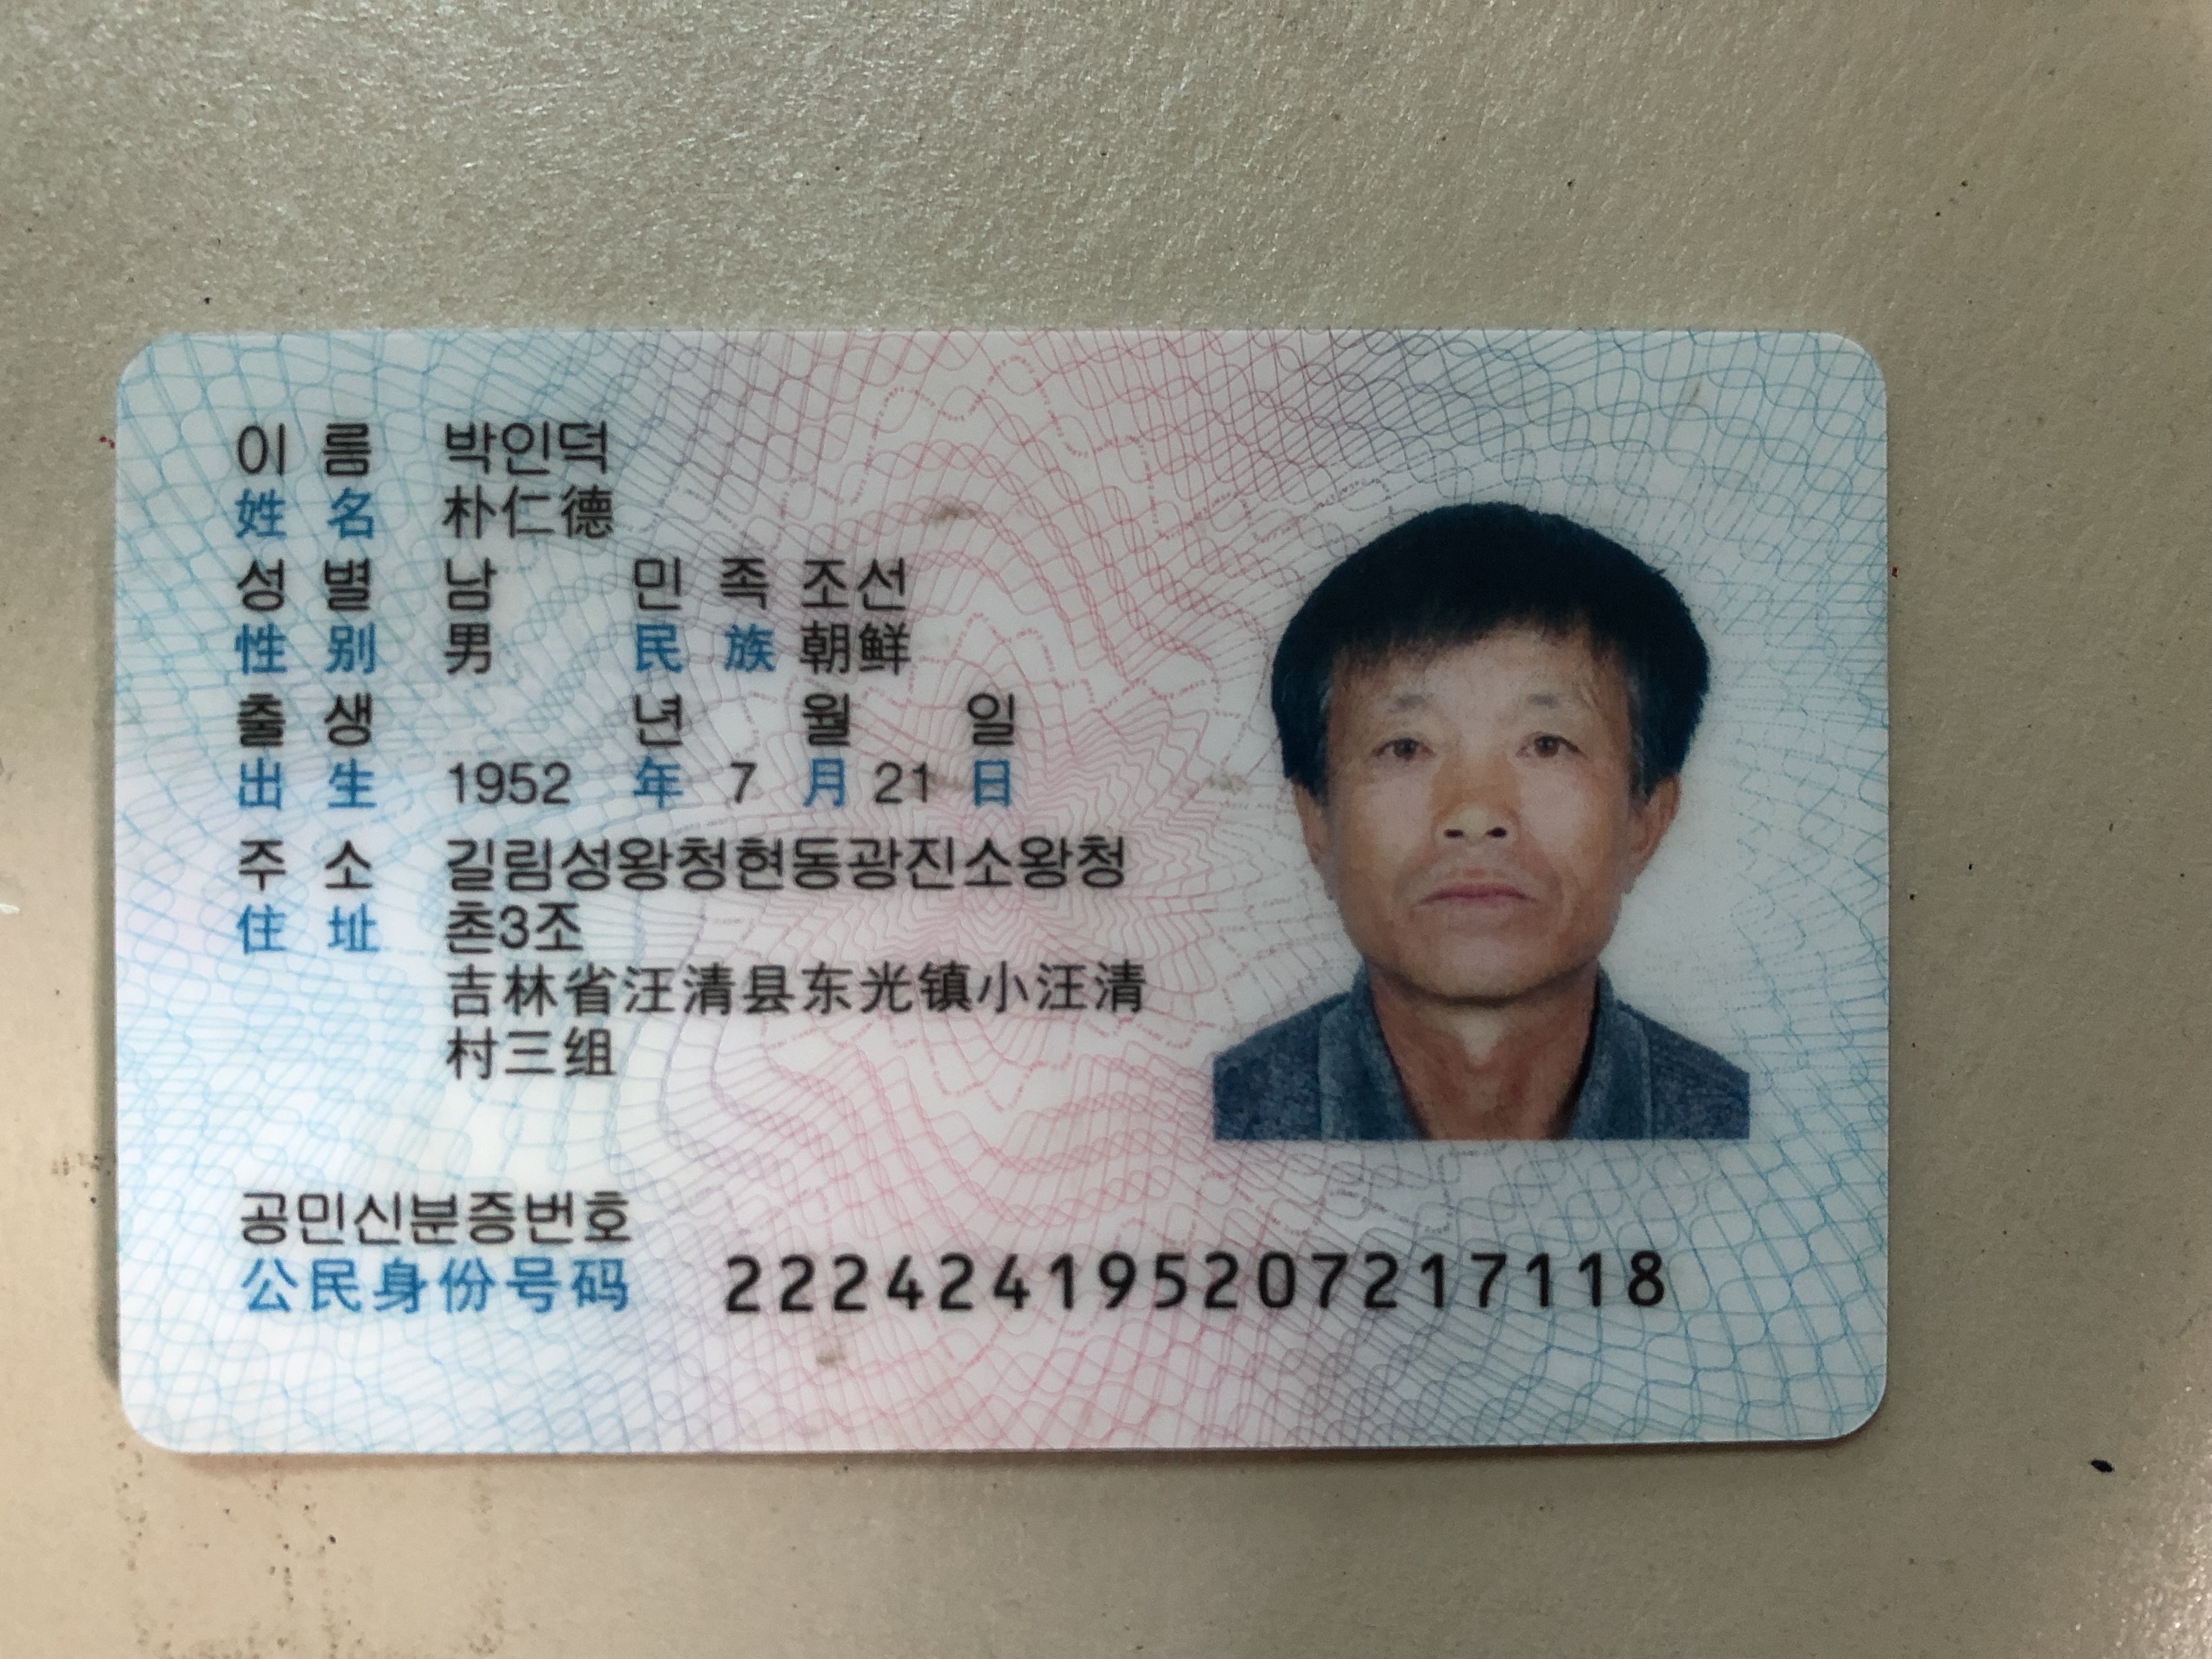 이 름 박인덕
姓 名 朴仁德
성 별 남 민 족 조선
性 别 男 民 族 朝鲜
출 생 년 월 일
出 生 1952 年 7 月 21 日
주 소 길림성왕청현동광진소왕청
住 址 촌3조
吉林省汪清县东光镇小汪清
村三组
공민신분증번호
公民身份号码 222424195207217118